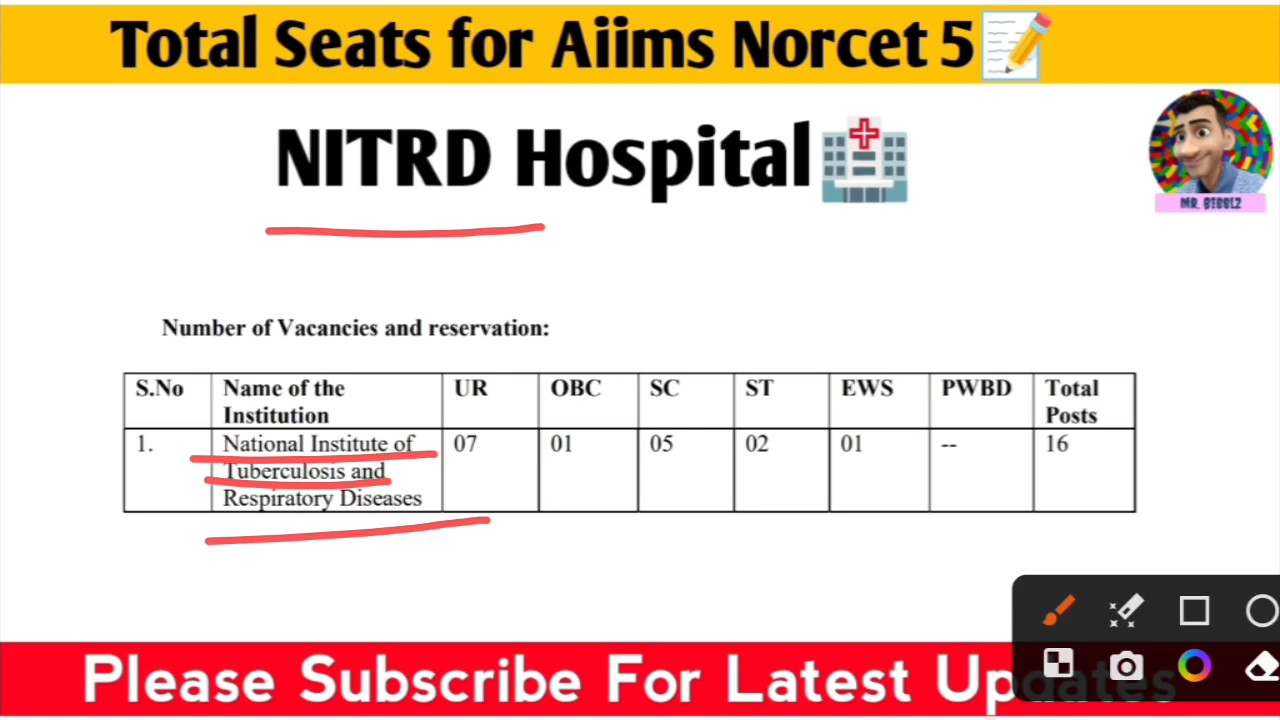 Total Seats for Aiims Norcet 5
NITRD Hospital
MR. BEBBLZ
Number of Vacancies and reservation:
S.No Name of the Institution UR OBC SC ST EWS PWBD Total Posts
1. National Institute of Tuberculosis and Respiratory Diseases 07 01 05 02 01 -- 16
Please Subscribe For Latest Updates